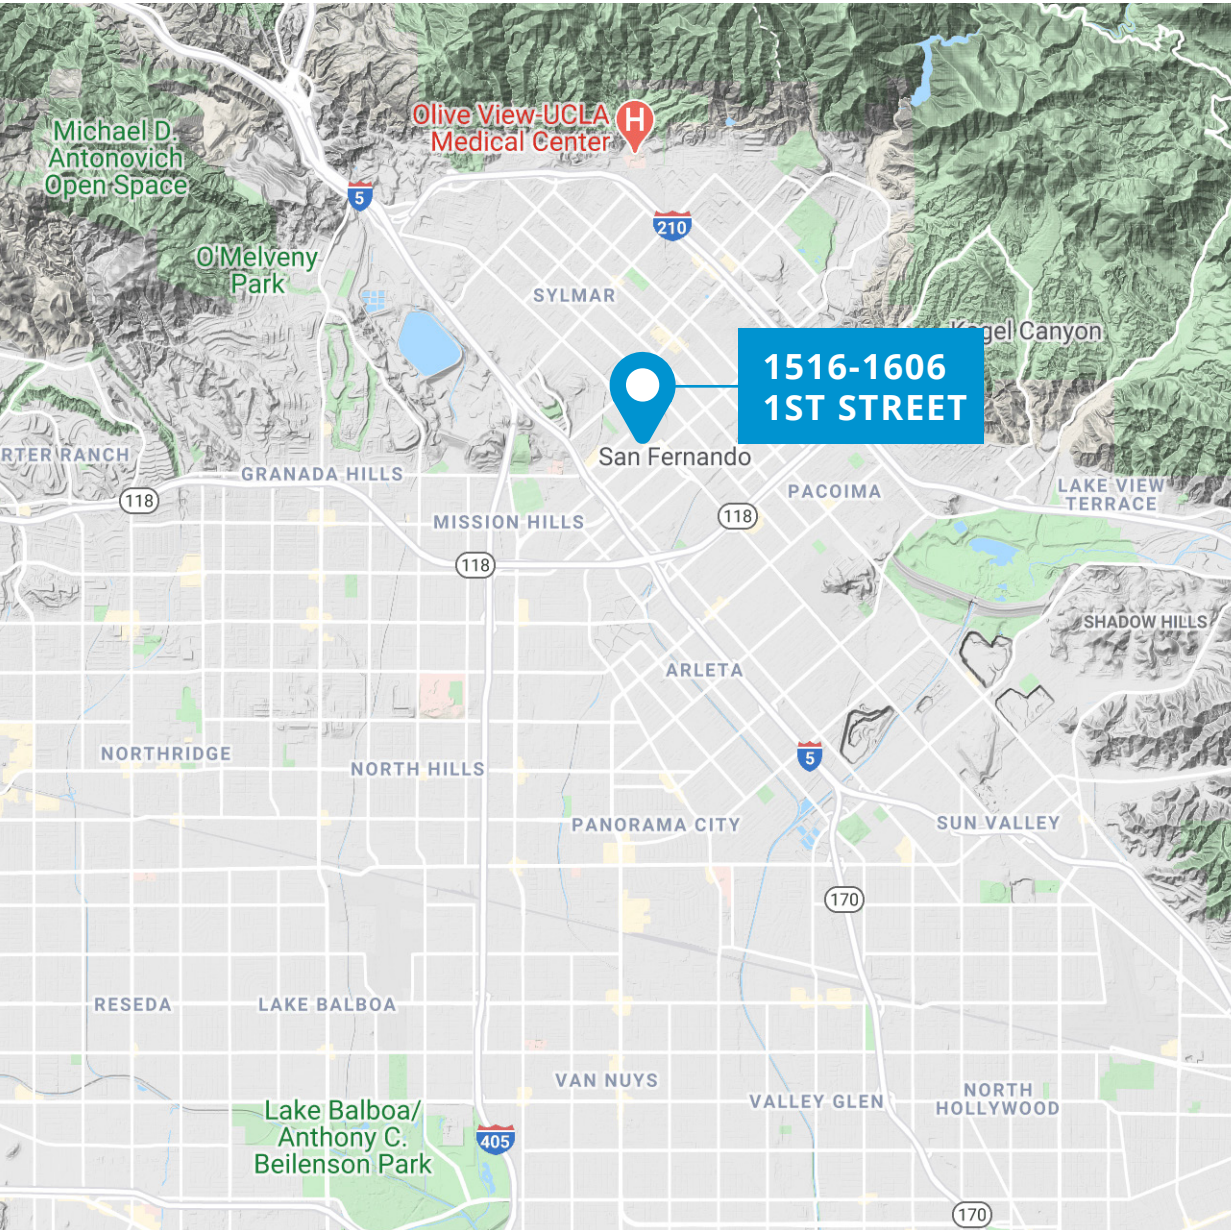 Olive View-UCLA
Medical Center
H
Michael D.
Antonovich
Open Space
5
210
O'Melveny
Park
SYLMAR
gel Canyon
1516-1606
1ST STREET
RTER RANCH
San Fernando
GRANADA HILLS
118
PACOIMA
LAKE VIEW
TERRACE
MISSION HILLS
118
118
SHADOW HILLS
ARLETA
NORTHRIDGE
NORTH HILLS
5
PANORAMA CITY
SUN VALLEY
170
RESEDA
LAKE BALBOA
VAN NUYS
VALLEY GLEN
NORTH
HOLLYWOOD
Lake Balboa/
Anthony C.
Beilenson Park
405
170